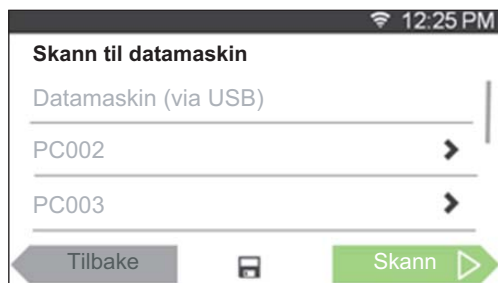 12:25 PM
Skann til datamaskin
Datamaskin (via USB)
PC002
PC003
Tilbake Skann